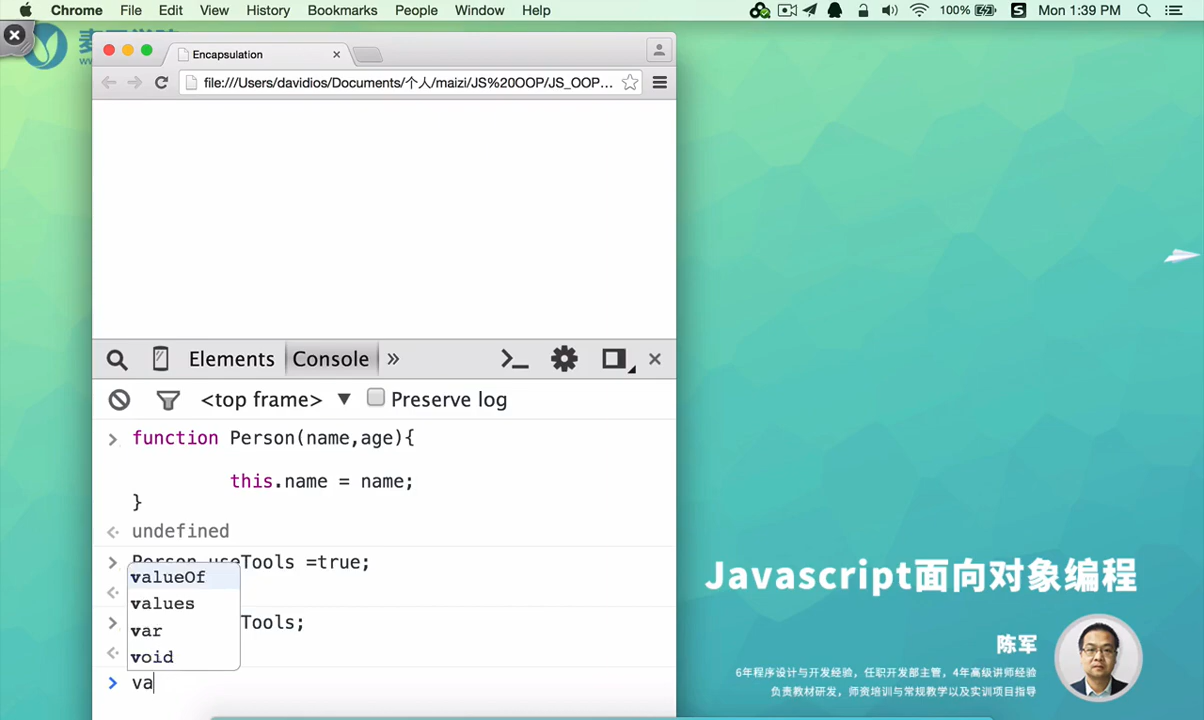 Chrome File Edit View History Bookmarks People Window Help 100% Mon 1:39 PM
Encapsulation
file:///Users/davidios/Documents/个人/maizi/JS%20OOP/JS_OOP...
Elements Console »
<top frame> Preserve log
function Person(name,age){
this.name = name;
}
undefined
Person.useTools =true;
Tools;
valueOf
values
var
void
va
Javascript面向对象编程
陈军
6年程序设计与开发经验，任职开发部主管，4年高级讲师经验
负责教材研发，师资培训与常规教学以及实训项目指导